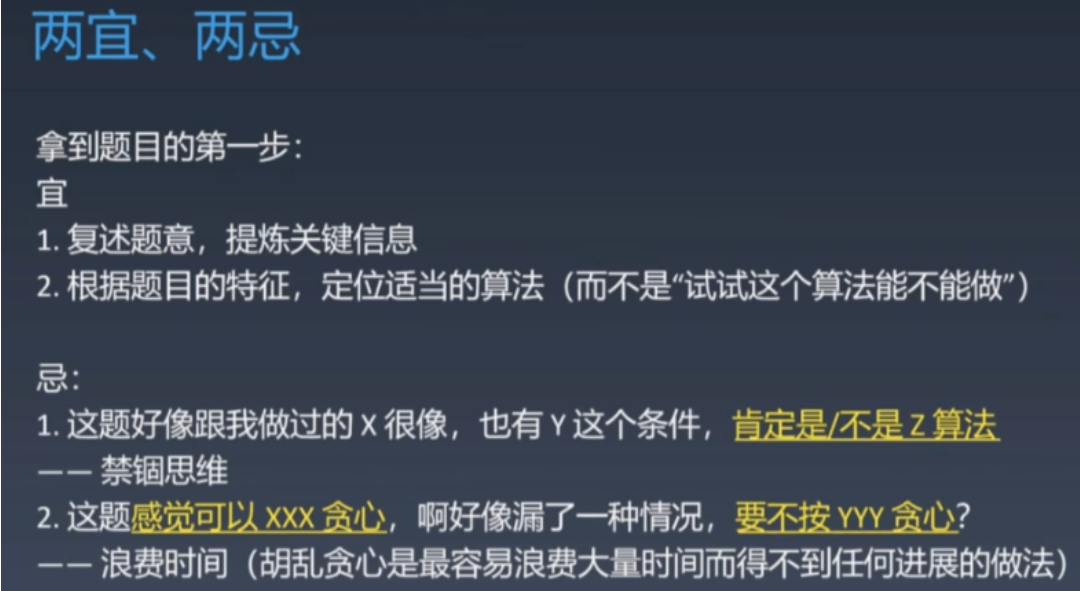 两宜、两忌
拿到题目的第一步：
宜
1. 复述题意，提炼关键信息
2. 根据题目的特征，定位适当的算法（而不是“试试这个算法能不能做”）
忌：
1. 这题好像跟我做过的 X 很像，也有 Y 这个条件，肯定是/不是 Z 算法
—— 禁锢思维
2. 这题感觉可以 XXX 贪心，啊好像漏了一种情况，要不按 YYY 贪心？
—— 浪费时间（胡乱贪心是最容易浪费大量时间而得不到任何进展的做法）